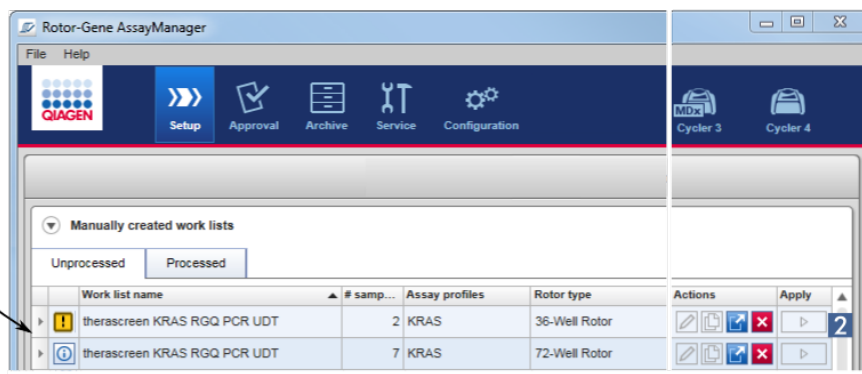 Rotor-Gene AssayManager
File Help
QIAGEN
Setup Approval Archive Service Configuration MDx Cycler 3 Cycler 4
Manually created work lists
Unprocessed Processed
Work list name # samp... Assay profiles Rotor type Actions Apply
! therascreen KRAS RGQ PCR UDT 2 KRAS 36-Well Rotor 2
i therascreen KRAS RGQ PCR UDT 7 KRAS 72-Well Rotor